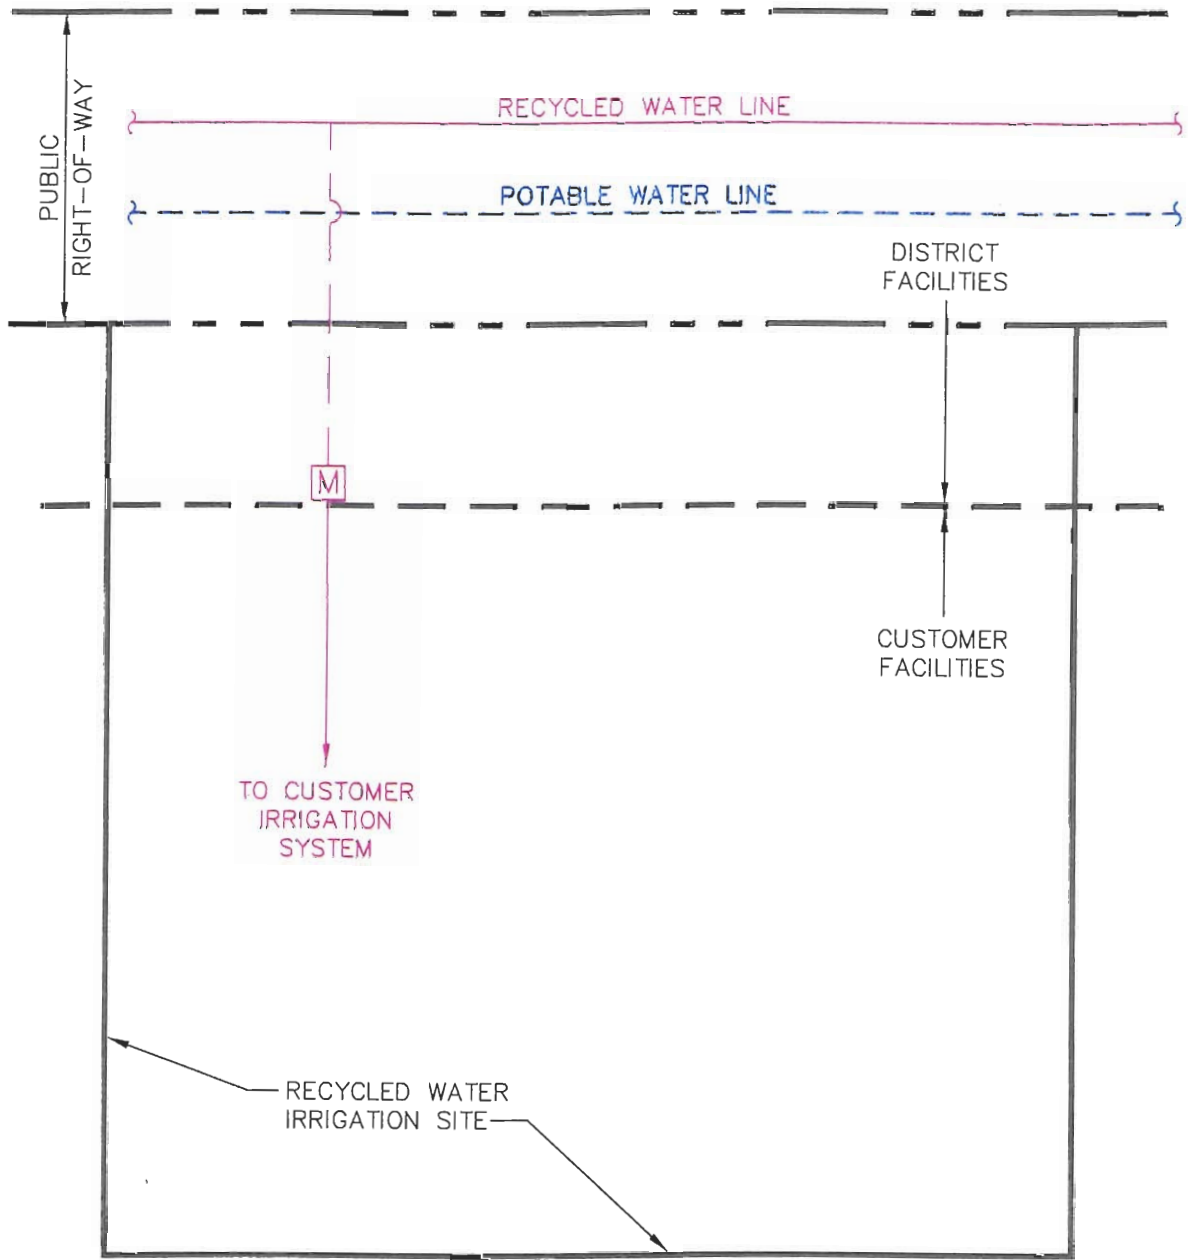 PUBLIC
RIGHT-OF-WAY
RECYCLED WATER LINE
POTABLE WATER LINE
DISTRICT
FACILITIES
M
CUSTOMER
FACILITIES
TO CUSTOMER
IRRIGATION
SYSTEM
RECYCLED WATER
IRRIGATION SITE